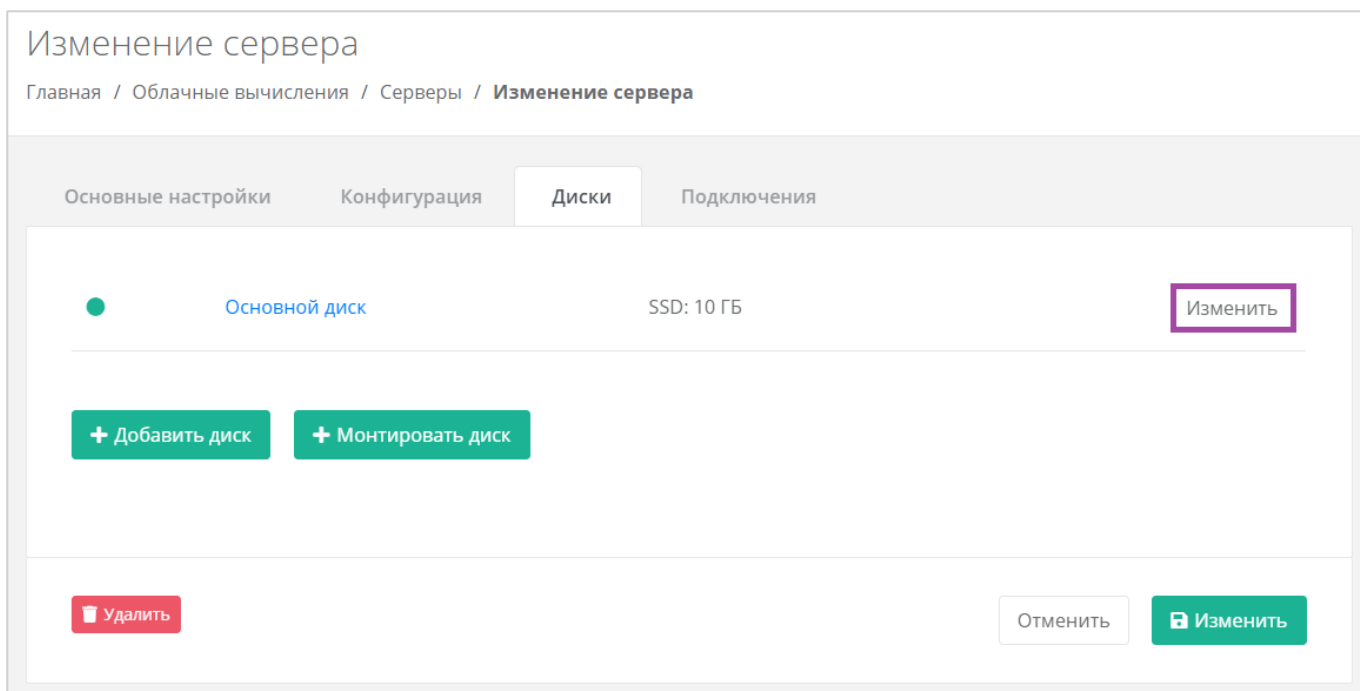 Изменение сервера
Главная / Облачные вычисления / Серверы / Изменение сервера
Основные настройки Конфигурация Диски Подключения
Основной диск SSD: 10 ГБ Изменить
+ Добавить диск + Монтировать диск
Удалить Отменить Изменить